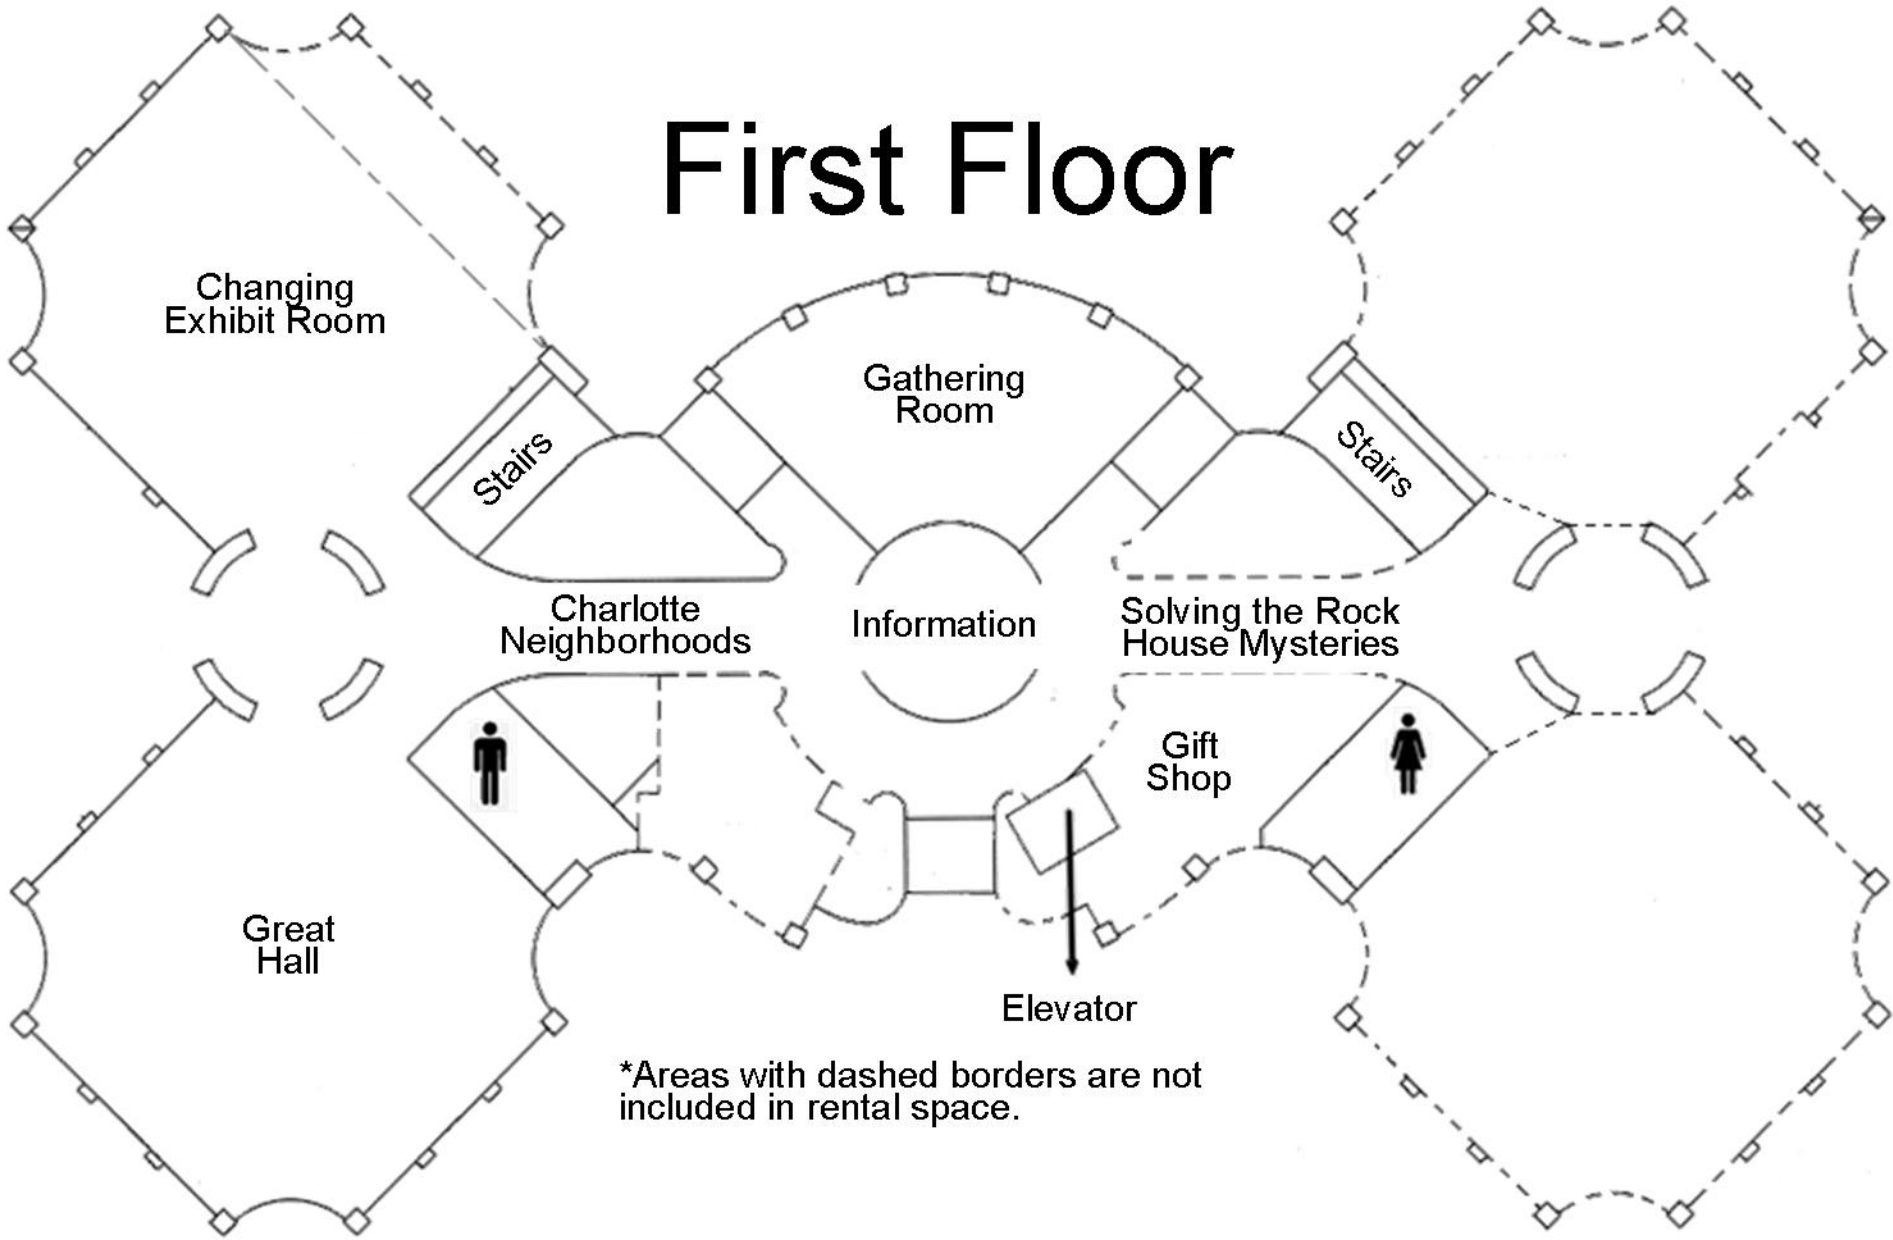 First Floor
Changing
Exhibit Room
Gathering
Room
Stairs
Stairs
Charlotte
Neighborhoods
Information
Solving the Rock
House Mysteries
Gift
Shop
Great
Hall
Elevator
*Areas with dashed borders are not
included in rental space.